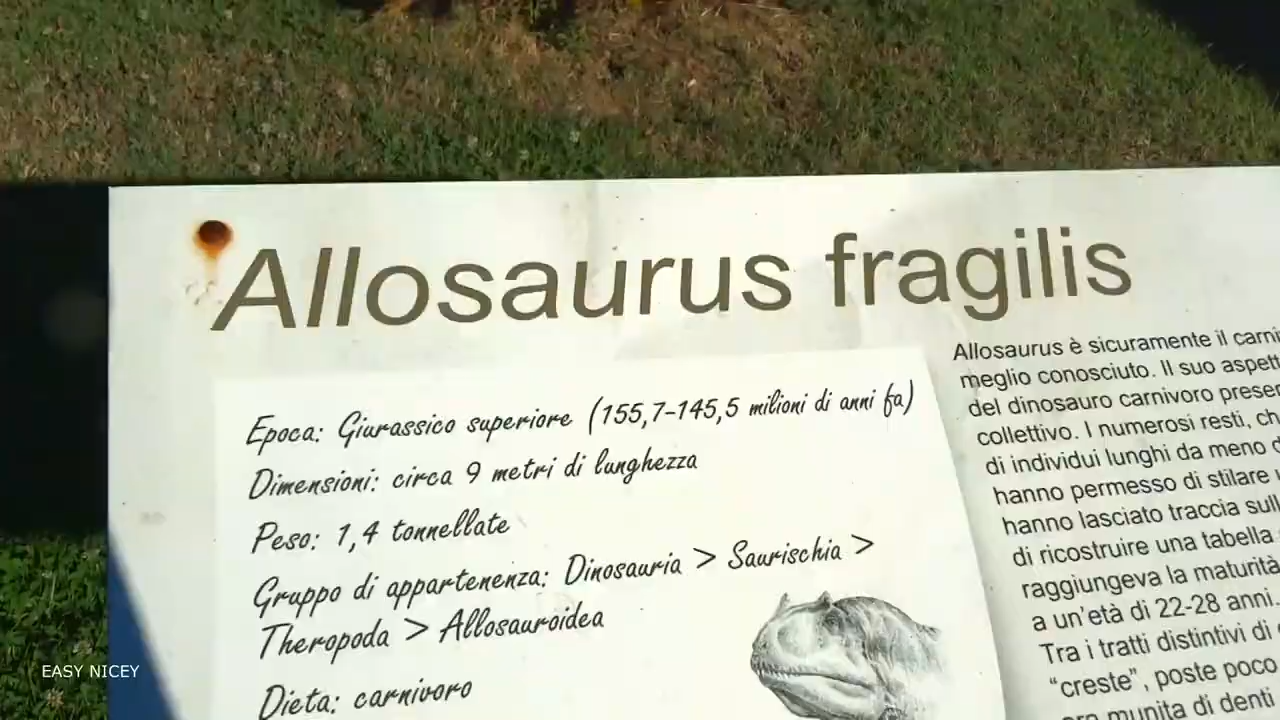 Allosaurus fragilis
Epoca: Giurassico superiore (155,7-145,5 milioni di anni fa)
Dimensioni: circa 9 metri di lunghezza
Peso: 1,4 tonnellate
Gruppo di appartenenza: Dinosauria > Saurischia >
Theropoda > Allosauroidea
Dieta: carnivoro
Allosaurus è sicuramente il
meglio conosciuto. Il suo
del dinosauro carnivoro
collettivo. I numerosi resti,
di individui lunghi da meno
hanno permesso di stilare
hanno lasciato traccia
di ricostruire una tabella
raggiungeva la maturità
a un'età di 22-28 anni.
Tra i tratti distintivi di
"creste", poste poco
era munita di denti
EASY NICEY